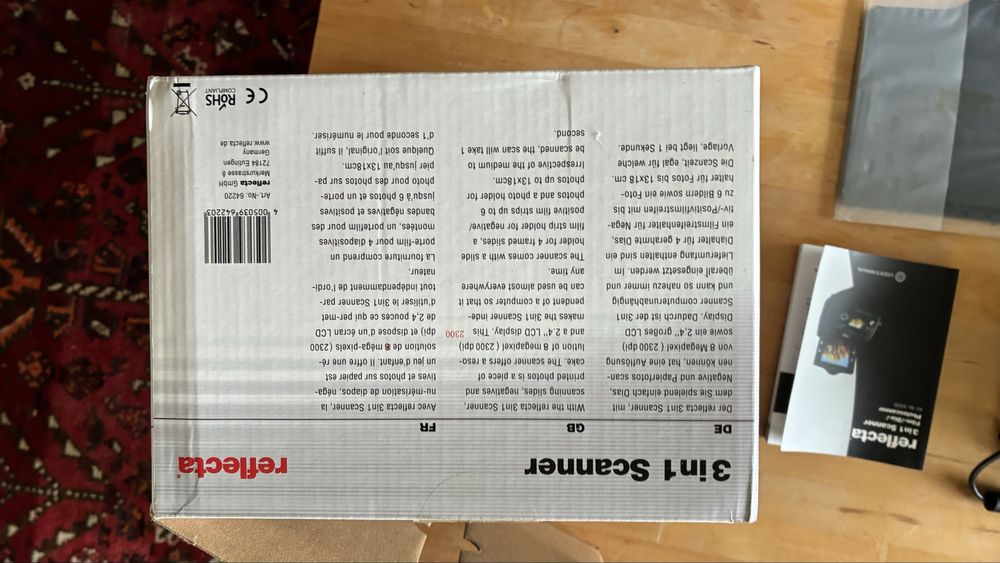 3in1 Scanner
reflecta
DE
Der reflecta 3in1 Scanner, mit
dem Sie spielend einfach Dias,
Negative und Papierfotos scan-
nen können, hat eine Auflösung
von 8 Megapixel ( 2300 dpi)
sowie ein 2,4'' großes LCD
Display. Dadurch ist der 3in1
Scanner computerunabhängig
und kann so nahezu immer und
überall eingesetzt werden. Im
Lieferumfang enthalten sind ein
Diahalter für 4 gerahmte Dias,
ein Filmstreifenhalter für Nega-
tiv-/Positivfilmstreifen mit bis
zu 6 Bildern sowie ein Foto-
halter für Fotos bis 13x18 cm.
Die Scanzeit, egal für welche
Vorlage, liegt bei 1 Sekunde.
GB
With the reflecta 3in1 Scanner,
scanning slides, negatives and
printed photos is a piece of
cake. The scanner offers a reso-
lution of 8 megapixel ( 2300 dpi)
and a 2.4'' LCD display. This 2300
makes the 3in1 Scanner inde-
pendent of a computer so that it
can be used almost everywhere
any time.
The scanner comes with a slide
holder for 4 framed slides, a
film strip holder for negative/
positive film strips up to 6
photos and a photo holder for
photos up to 13x18cm.
Irrespective of the medium to
be scanned, the scan will take 1
second.
FR
Avec reflecta 3in1 Scanner, la
nu-mérisation de diapos, néga-
tives et photos sur papier est
un jeu d'enfant. Il offre une ré-
solution de 8 méga-pixels (2300
dpi) et dispose d'un écran LCD
de 2,4 pouces ce qui per-met
d'utiliser le 3in1 Scanner par-
tout indépendamment de l'ordi-
nateur.
La fourniture comprend un
porte-film pour 4 diapositives
montées, un portefilm pour des
bandes négatives et positives
jusqu'à 6 photos et un porte-
photo pour des photos sur pa-
pier jusqu'au 13x18cm.
Quelque soit l'original, il suffit
d'1 seconde pour le numériser.
4 005039 642203
Art.-No. 64220
reflecta GmbH
Merkurstrasse 8
72184 Eutingen
Germany
www.reflecta.de
CE
RoHS
COMPLIANT
USER'S MANUAL
reflecta
3in1 Scanner
Film-/Dia-/
Photoscanner